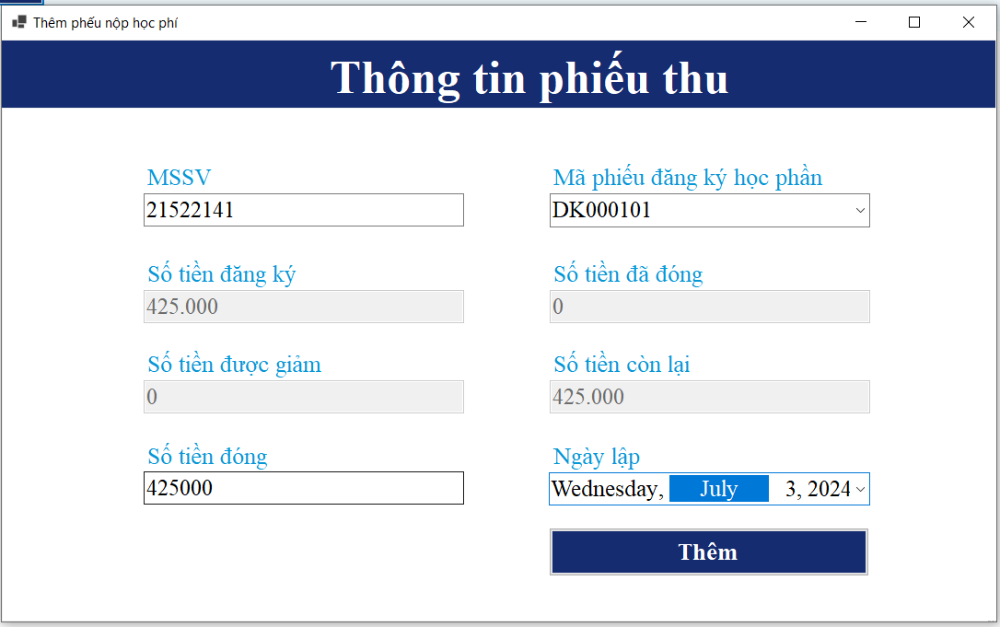 Thêm phếu nộp học phí
Thông tin phiếu thu
MSSV
21522141
Mã phiếu đăng ký học phần
DK000101
Số tiền đăng ký
425.000
Số tiền đã đóng
0
Số tiền được giảm
0
Số tiền còn lại
425.000
Số tiền đóng
425000
Ngày lập
Wednesday, July 3, 2024
Thêm